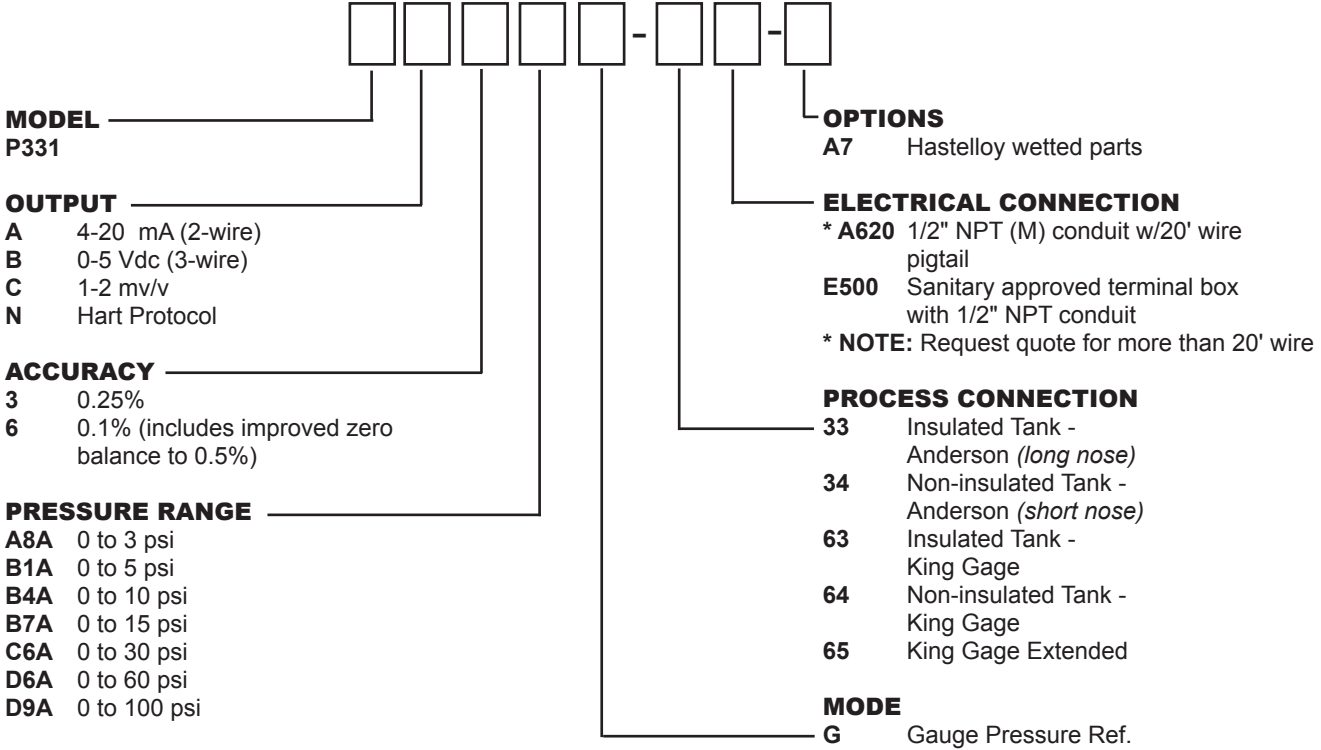 MODEL
P331
OUTPUT
A 4-20 mA (2-wire)
B 0-5 Vdc (3-wire)
C 1-2 mv/v
N Hart Protocol
ACCURACY
3 0.25%
6 0.1% (includes improved zero
balance to 0.5%)
PRESSURE RANGE
A8A 0 to 3 psi
B1A 0 to 5 psi
B4A 0 to 10 psi
B7A 0 to 15 psi
C6A 0 to 30 psi
D6A 0 to 60 psi
D9A 0 to 100 psi
OPTIONS
A7 Hastelloy wetted parts
ELECTRICAL CONNECTION
* A620 1/2" NPT (M) conduit w/20' wire
pigtail
E500 Sanitary approved terminal box
with 1/2" NPT conduit
* NOTE: Request quote for more than 20' wire
PROCESS CONNECTION
33 Insulated Tank -
Anderson (long nose)
34 Non-insulated Tank -
Anderson (short nose)
63 Insulated Tank -
King Gage
64 Non-insulated Tank -
King Gage
65 King Gage Extended
MODE
G Gauge Pressure Ref.